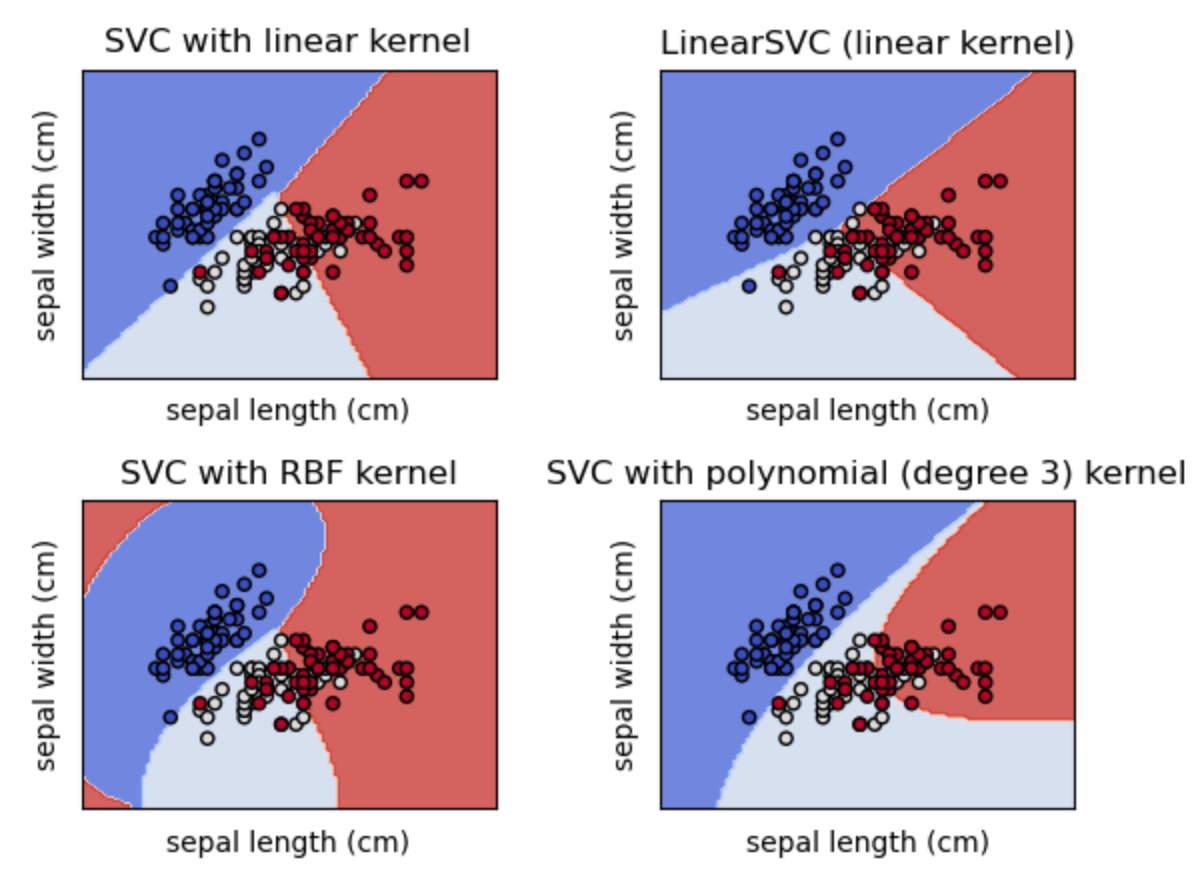 SVC with linear kernel
LinearSVC (linear kernel)
sepal width (cm)
sepal width (cm)
sepal length (cm)
sepal length (cm)
SVC with RBF kernel
SVC with polynomial (degree 3) kernel
sepal width (cm)
sepal width (cm)
sepal length (cm)
sepal length (cm)